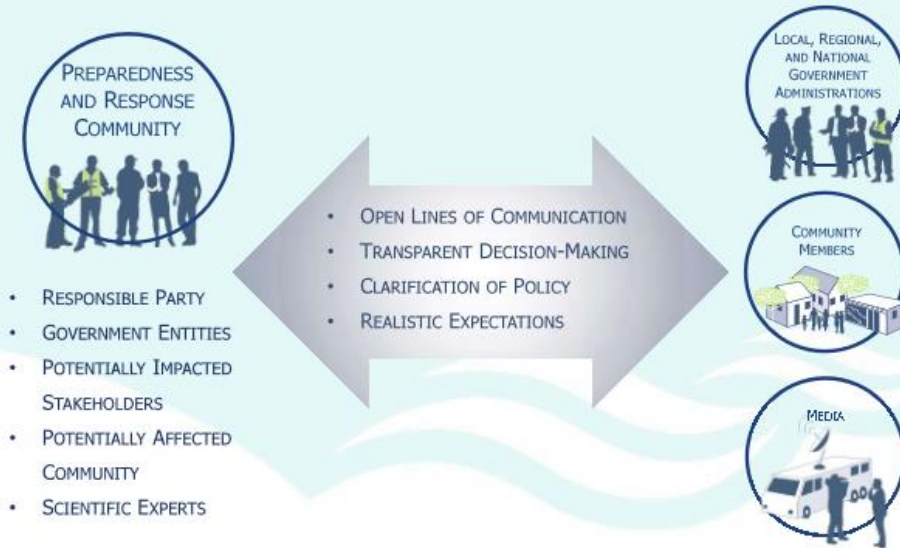 PREPAREDNESS
AND RESPONSE
COMMUNITY
• RESPONSIBLE PARTY
• GOVERNMENT ENTITIES
• POTENTIALLY IMPACTED
STAKEHOLDERS
• POTENTIALLY AFFECTED
COMMUNITY
• SCIENTIFIC EXPERTS
• OPEN LINES OF COMMUNICATION
• TRANSPARENT DECISION-MAKING
• CLARIFICATION OF POLICY
• REALISTIC EXPECTATIONS
LOCAL, REGIONAL,
AND NATIONAL
GOVERNMENT
ADMINISTRATIONS
COMMUNITY
MEMBERS
MEDIA